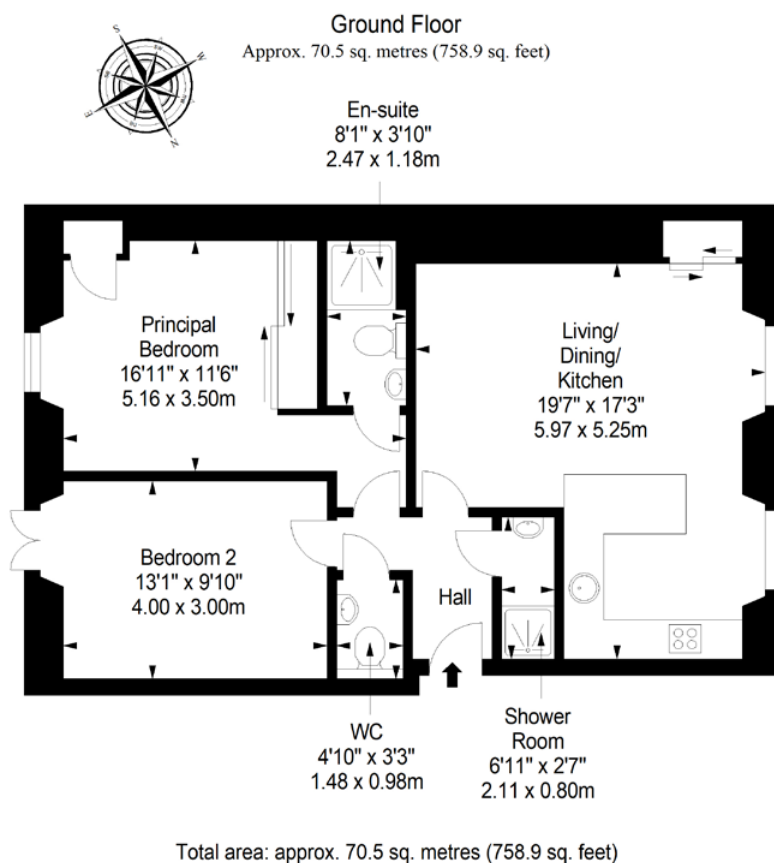 Ground Floor
Approx. 70.5 sq. metres (758.9 sq. feet)
S
W
E
N
En-suite
8'1" x 3'10"
2.47 x 1.18m
Principal
Bedroom
16'11" x 11'6"
5.16 x 3.50m
Living/
Dining/
Kitchen
19'7" x 17'3"
5.97 x 5.25m
Bedroom 2
13'1" x 9'10"
4.00 x 3.00m
Hall
WC
4'10" x 3'3"
1.48 x 0.98m
Shower
Room
6'11" x 2'7"
2.11 x 0.80m
Total area: approx. 70.5 sq. metres (758.9 sq. feet)